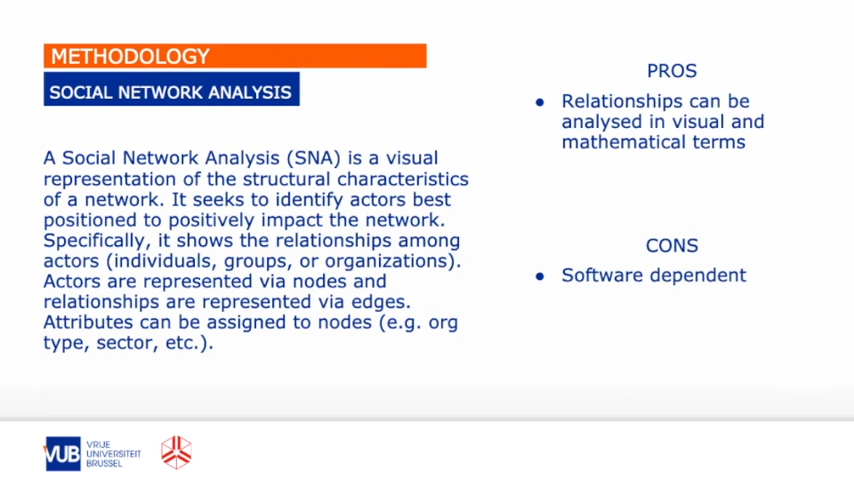 METHODOLOGY
SOCIAL NETWORK ANALYSIS
A Social Network Analysis (SNA) is a visual
representation of the structural characteristics
of a network. It seeks to identify actors best
positioned to positively impact the network.
Specifically, it shows the relationships among
actors (individuals, groups, or organizations).
Actors are represented via nodes and
relationships are represented via edges.
Attributes can be assigned to nodes (e.g. org
type, sector, etc.).
PROS
● Relationships can be
analysed in visual and
mathematical terms
CONS
● Software dependent
VUB
VRIJE
UNIVERSITEIT
BRUSSEL